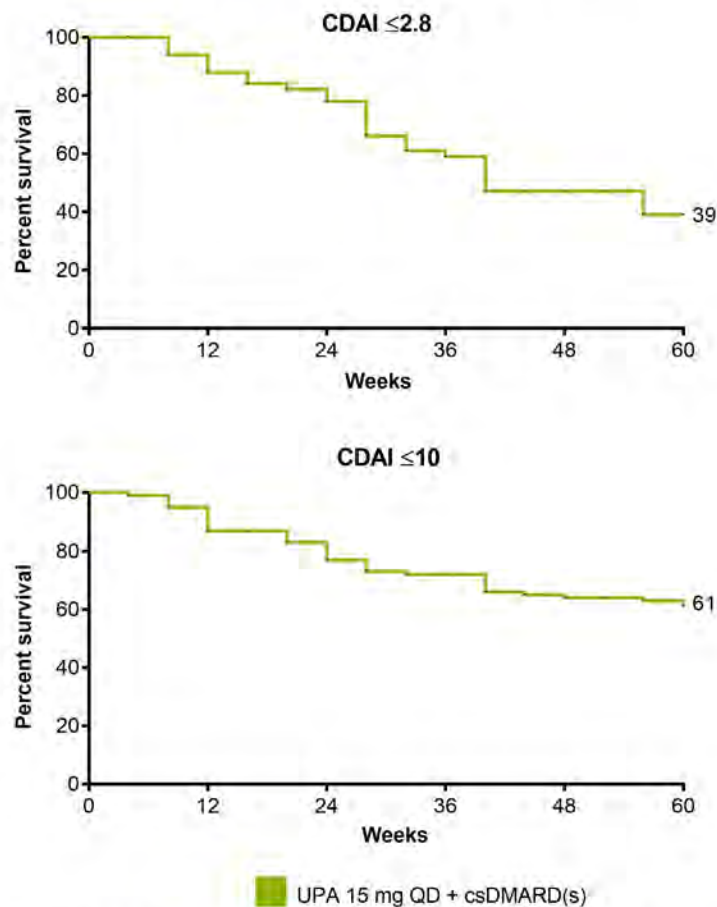 CDAI ≤2.8
Percent survival
100
80
60
40
20
0
39
0 12 24 36 48 60
Weeks
CDAI ≤10
Percent survival
100
80
60
40
20
0
61
0 12 24 36 48 60
Weeks
UPA 15 mg QD + csDMARD(s)